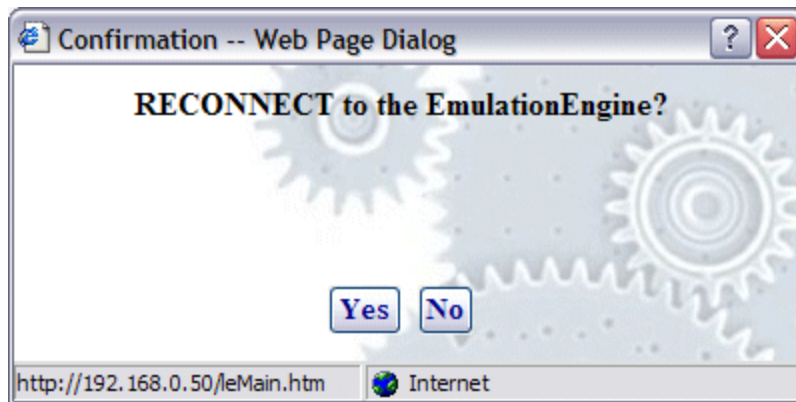 Confirmation -- Web Page Dialog
?
RECONNECT to the EmulationEngine?
Yes No
http://192.168.0.50/leMain.htm Internet